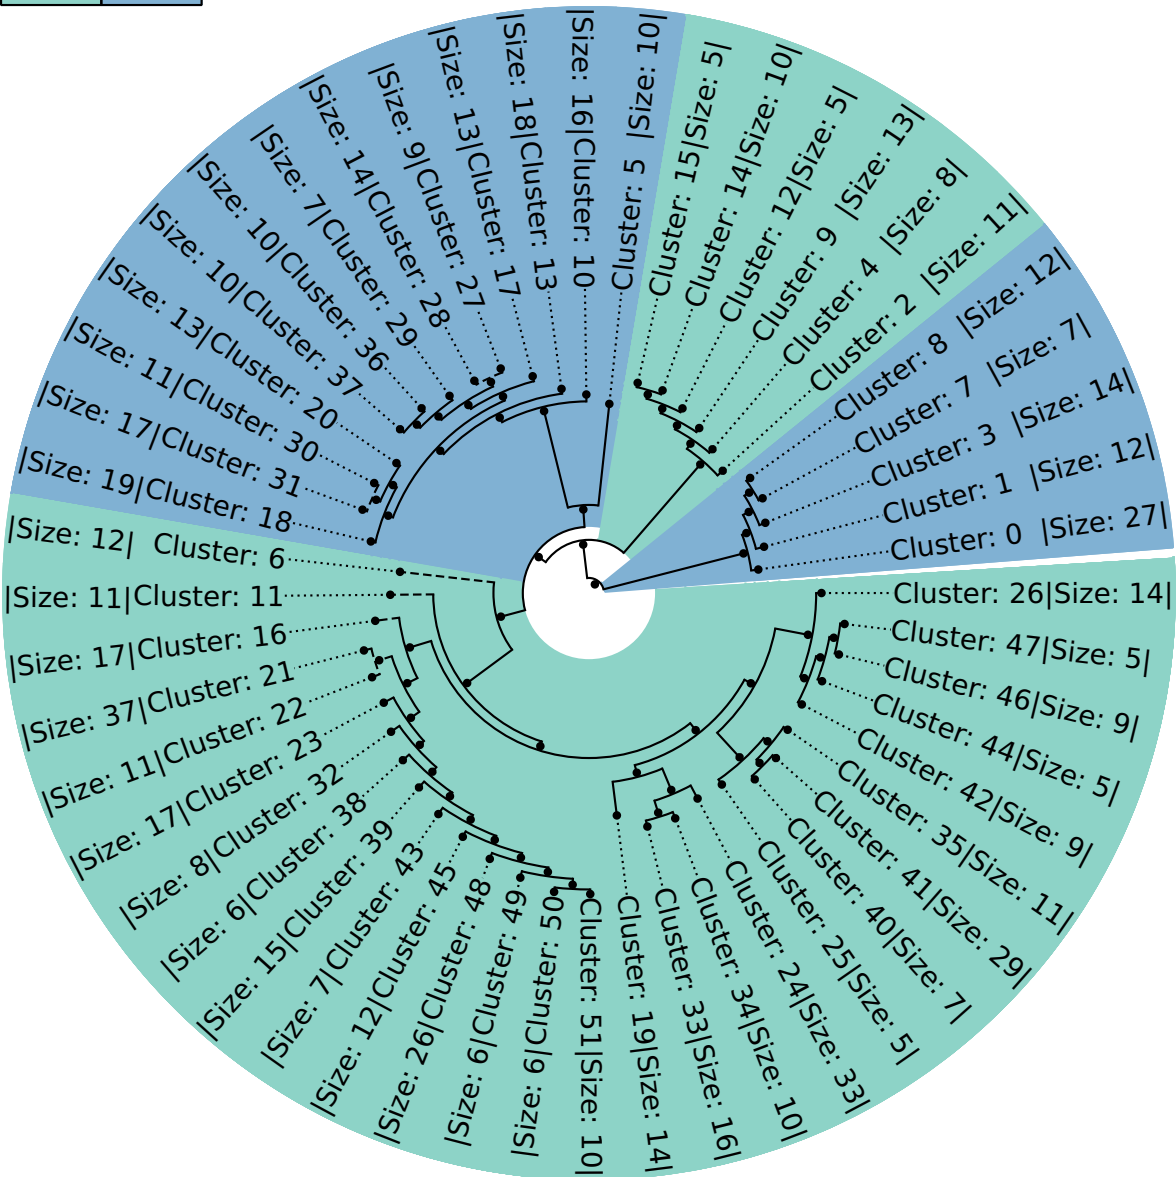 Cluster: 0 |Size: 27|
Cluster: 1 |Size: 12|
Cluster: 3 |Size: 14|
Cluster: 7 |Size: 7|
Cluster: 8 |Size: 12|
Cluster: 2 |Size: 11|
Cluster: 4 |Size: 8|
Cluster: 9 |Size: 13|
Cluster: 12|Size: 5|
Cluster: 14|Size: 10|
Cluster: 15|Size: 5|
Cluster: 5 |Size: 10|
|Size: 16|Cluster: 10
|Size: 18|Cluster: 13
|Size: 13|Cluster: 17
|Size: 9|Cluster: 27
|Size: 14|Cluster: 28
|Size: 7|Cluster: 29
|Size: 10|Cluster: 36
|Size: 10|Cluster: 37
|Size: 13|Cluster: 20
|Size: 11|Cluster: 30
|Size: 17|Cluster: 31
|Size: 19|Cluster: 18
|Size: 12| Cluster: 6
|Size: 11|Cluster: 11
|Size: 17|Cluster: 16
|Size: 37|Cluster: 21
|Size: 11|Cluster: 22
|Size: 17|Cluster: 23
|Size: 8|Cluster: 32
|Size: 6|Cluster: 38
|Size: 15|Cluster: 39
|Size: 7|Cluster: 43
|Size: 12|Cluster: 45
|Size: 26|Cluster: 48
|Size: 6|Cluster: 49
|Size: 6|Cluster: 50
Cluster: 51|Size: 10|
Cluster: 19|Size: 14|
Cluster: 33|Size: 16|
Cluster: 34|Size: 10|
Cluster: 24|Size: 33|
Cluster: 25|Size: 5|
Cluster: 40|Size: 7|
Cluster: 41|Size: 29|
Cluster: 35|Size: 11|
Cluster: 42|Size: 9|
Cluster: 44|Size: 5|
Cluster: 46|Size: 9|
Cluster: 47|Size: 5|
Cluster: 26|Size: 14|